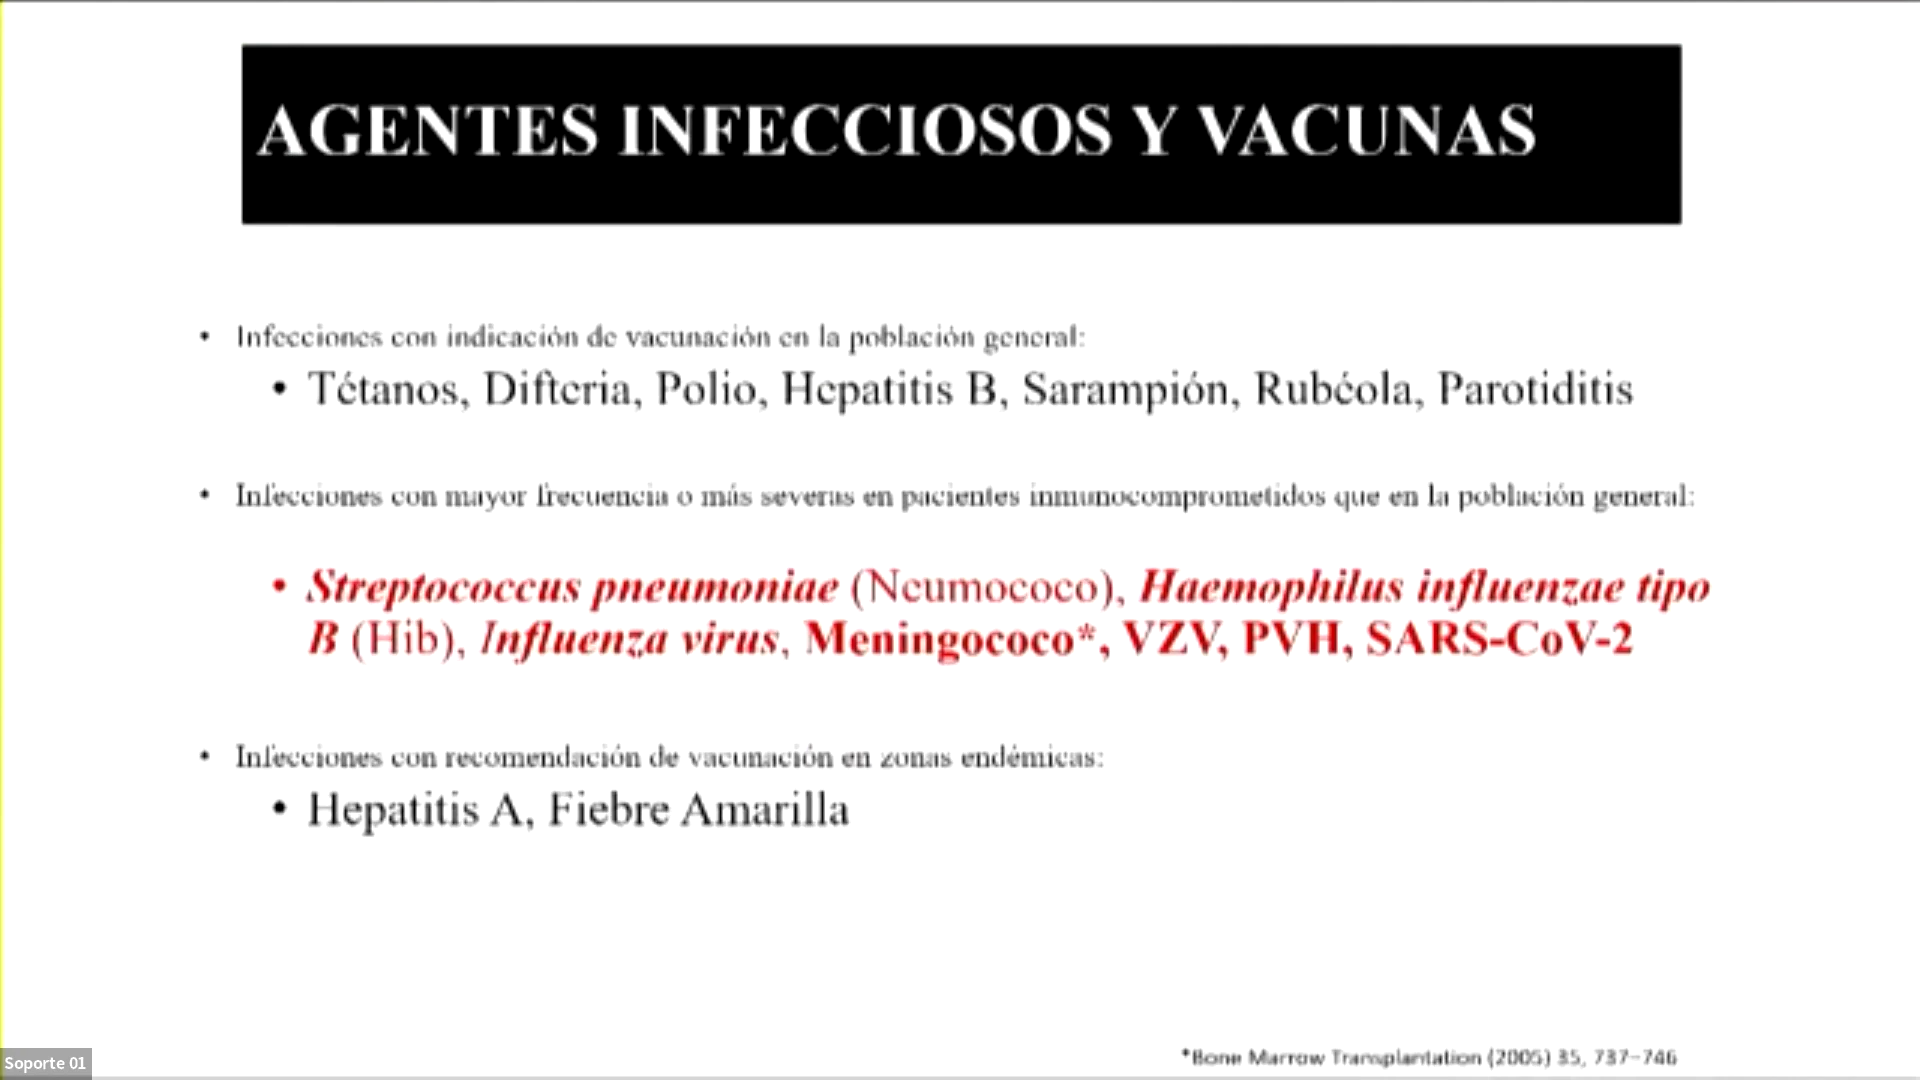 AGENTES INFECCIOSOS Y VACUNAS
• Infecciones con indicación de vacunación en la población general:
• Tétanos, Difteria, Polio, Hepatitis B, Sarampión, Rubéola, Parotiditis
• Infecciones con mayor frecuencia o más severas en pacientes inmunocomprometidos que en la población general:
• Streptococcus pneumoniae (Neumococo), Haemophilus influenzae tipo
B (Hib), Influenza virus, Meningococo*, VZV, PVH, SARS-CoV-2
• Infecciones con recomendación de vacunación en zonas endémicas:
• Hepatitis A, Fiebre Amarilla
*Bone Marrow Transplantation (2005) 35, 737–746
Soporte 01